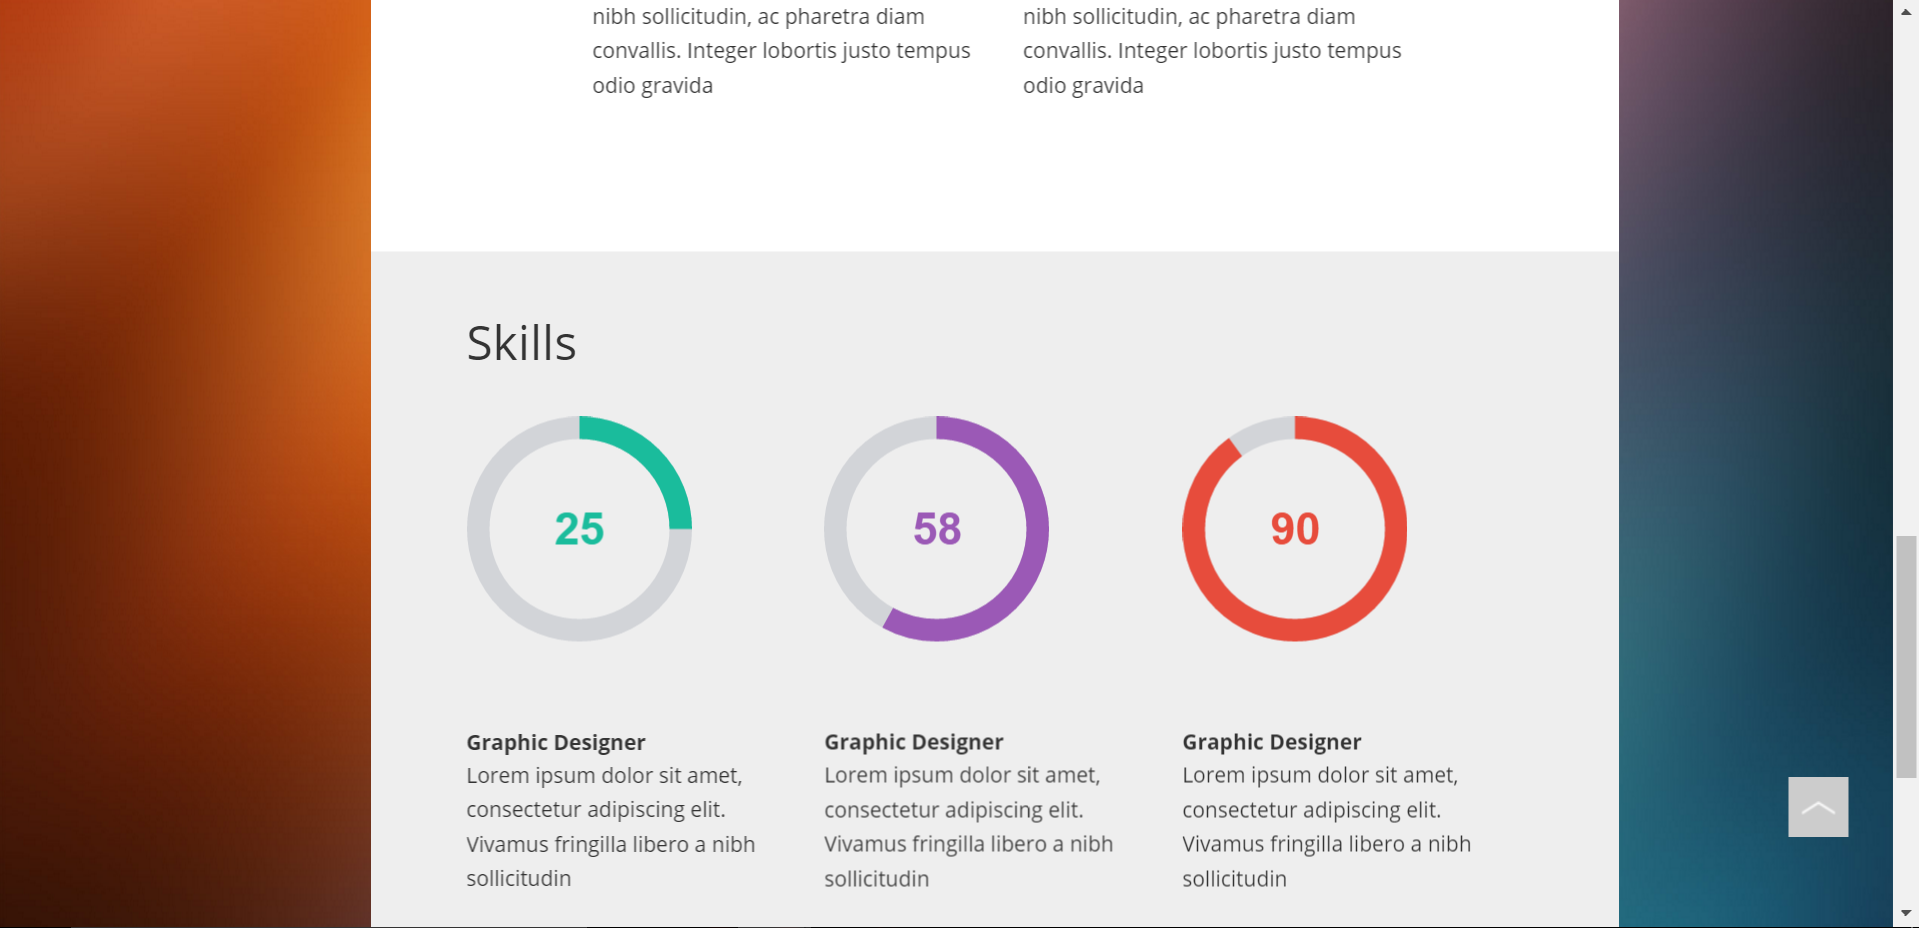 nibh sollicitudin, ac pharetra diam
convallis. Integer lobortis justo tempus
odio gravida
nibh sollicitudin, ac pharetra diam
convallis. Integer lobortis justo tempus
odio gravida
Skills
25
58
90
Graphic Designer
Lorem ipsum dolor sit amet,
consectetur adipiscing elit.
Vivamus fringilla libero a nibh
sollicitudin
Graphic Designer
Lorem ipsum dolor sit amet,
consectetur adipiscing elit.
Vivamus fringilla libero a nibh
sollicitudin
Graphic Designer
Lorem ipsum dolor sit amet,
consectetur adipiscing elit.
Vivamus fringilla libero a nibh
sollicitudin